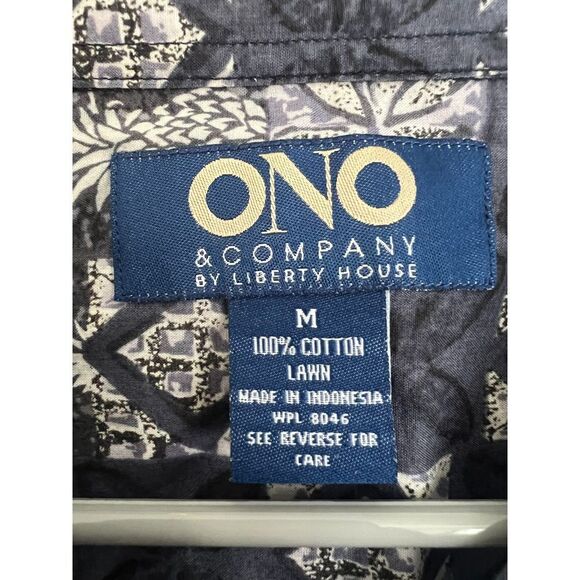 ONO
& COMPANY
BY LIBERTY HOUSE
M
100% COTTON
LAWN
MADE IN INDONESIA
WPL 8046
SEE REVERSE FOR
CARE